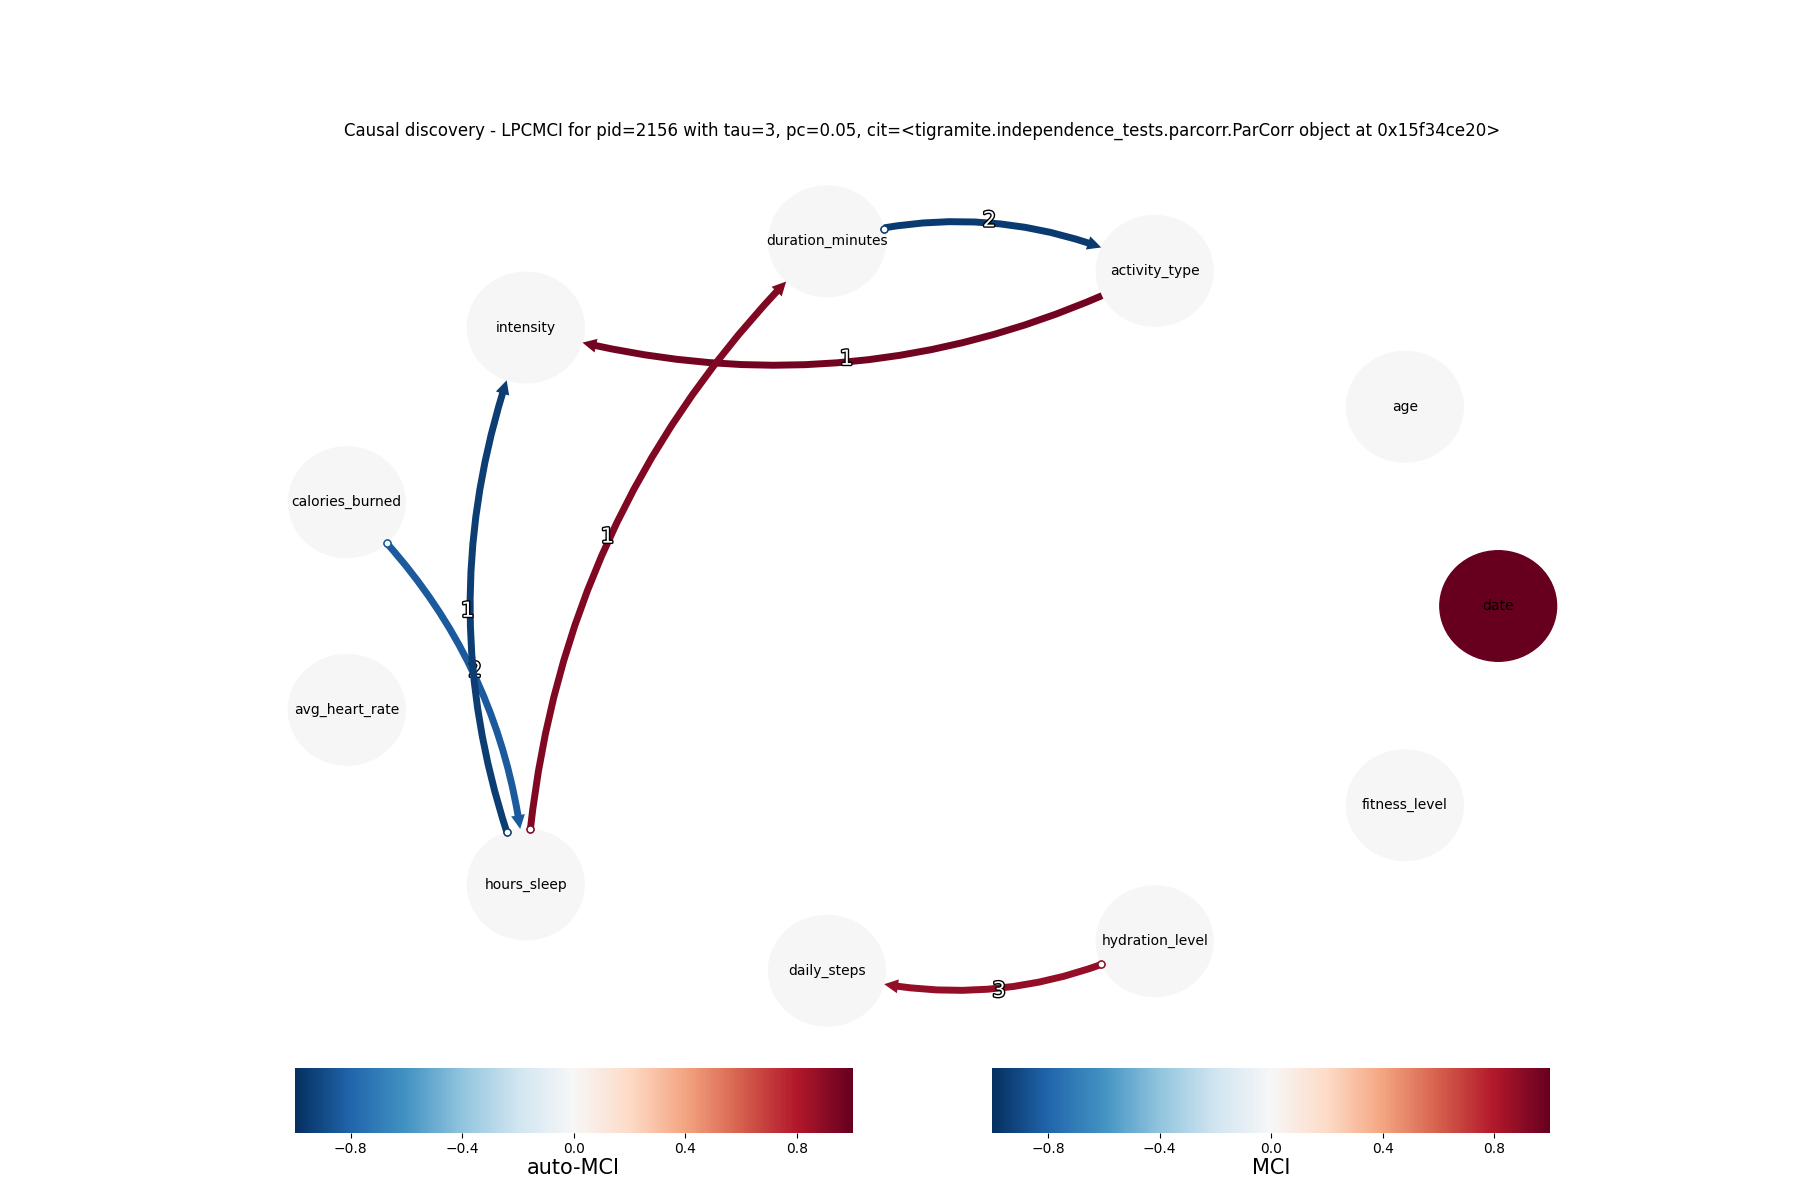 Causal discovery - LPCMCI for pid=2156 with tau=3, pc=0.05, cit=<tigramite.independence_tests.parcorr.ParCorr object at 0x15f34ce20>
2
duration_minutes
activity_type
intensity
1
age
calories_burned
1
date
1
2
avg_heart_rate
fitness_level
hours_sleep
hydration_level
daily_steps
3
−0.8 −0.4 0.0 0.4 0.8
auto-MCI
−0.8 −0.4 0.0 0.4 0.8
MCI